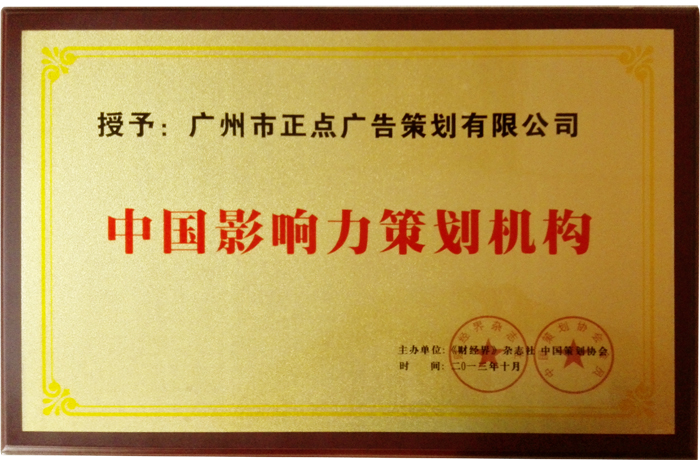 授予：广州市正点广告策划有限公司
中国影响力策划机构
主办单位:《财经界》杂志社 中国策划协会
时 间:二〇一三年十月